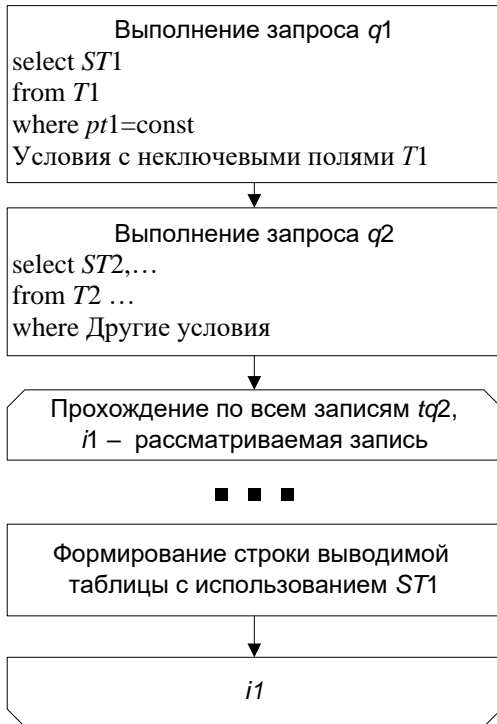 Выполнение запроса q1
select ST1
from T1
where pt1=const
Условия с неключевыми полями T1
Выполнение запроса q2
select ST2,…
from T2 …
where Другие условия
Прохождение по всем записям tq2,
i1 – рассматриваемая запись
Формирование строки выводимой
таблицы с использованием ST1
i1